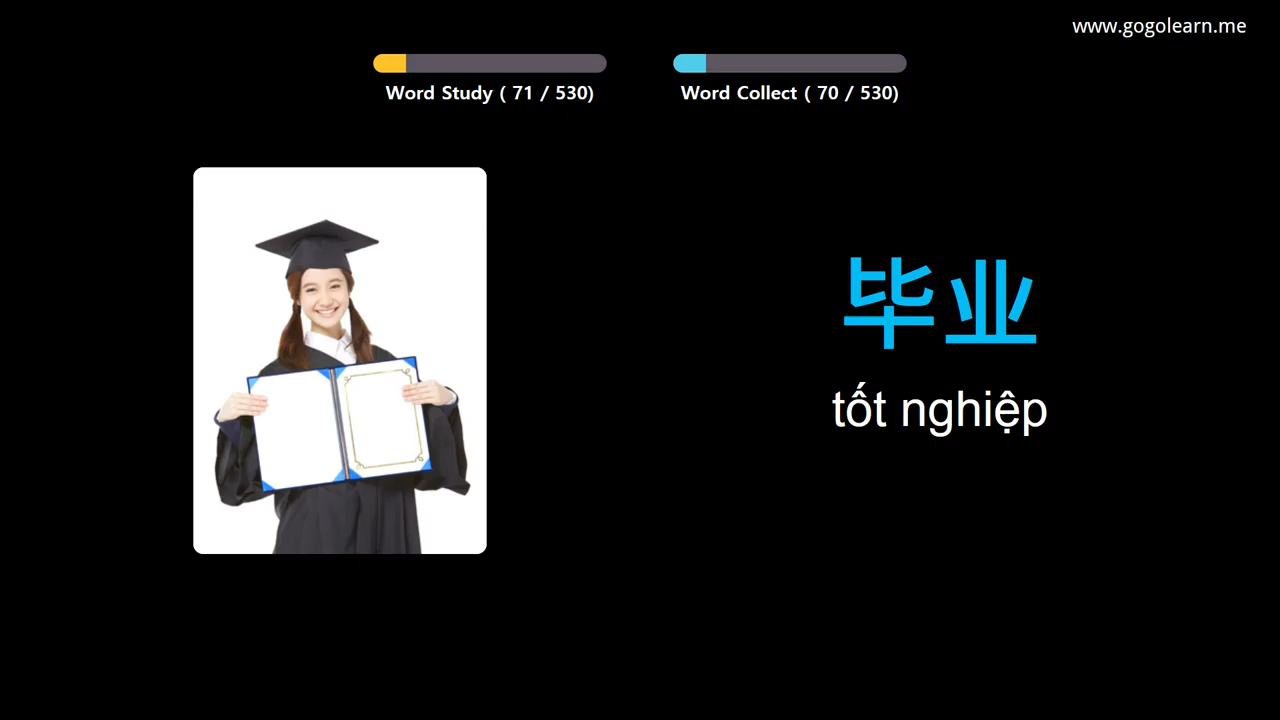 www.gogolearn.me
Word Study ( 71 / 530)
Word Collect ( 70 / 530)
毕业
tốt nghiệp